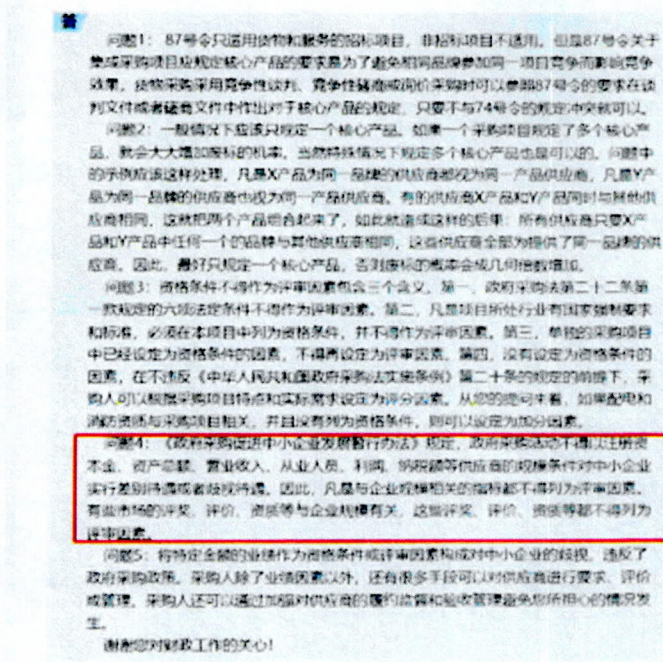 答
问题1：87号令只适用货物和服务的招标项目，非招标项目不适用。但是87号令关于
集成采购项目应规定核心产品的要求是为了避免相同品牌参加同一项目竞争而影响竞争
效果，货物采购采用竞争性谈判、竞争性磋商或询价采购时可以参照87号令的要求在谈
判文件或者磋商文件中作出对于核心产品的规定，只要不与74号令的规定冲突就可以。
问题2：一般情况下应该只规定一个核心产品。如果一个采购项目规定了多个核心产
品，就会大大增加废标的机率。当然特殊情况下规定多个核心产品也是可以的。问题中
的示例应该这样处理，凡是X产品为同一品牌的供应商都视为同一产品供应商，凡是Y产
品为同一品牌的供应商也视为同一产品供应商。有的供应商X产品和Y产品同时与其他供
应商相同，这就把两个产品组合起来了，如此就造成这样的后果：所有供应商只要X产
品和Y产品中任何一个的品牌与其他供应商相同，这些供应商全部为提供了同一品牌的供
应商。因此，最好只规定一个核心产品，否则废标的概率会成几何倍数增加。
问题3：资格条件不得作为评审因素包含三个含义，第一，政府采购法第二十二条第
一款规定的六项法定条件不得作为评审因素。第二，凡是项目所处行业有国家强制要求
和标准，必须在本项目中列为资格条件，并不得作为评审因素。第三，单独的采购项目
中已经设定为资格条件的因素，不得再设定为评审因素。第四，没有设定为资格条件的
因素，在不违反《中华人民共和国政府采购法实施条例》第二十条的规定的前提下，采
购人可以根据采购项目特点和实际需求设定为评分因素。从您的提问来看，如果配电和
消防资质与采购项目相关，并且没有列为资格条件，则可以设定为加分因素。
问题4：《政府采购促进中小企业发展暂行办法》规定，政府采购活动不得以注册资
本金、资产总额、营业收入、从业人员、利润、纳税额等供应商的规模条件对中小企业
实行差别待遇或者歧视待遇。因此，凡是与企业规模相关的指标都不得列为评审因素。
有些市场的评奖、评价、资质等与企业规模有关，这些评奖、评价、资质等都不得列为
评审因素。
问题5：将特定金额的业绩作为资格条件或评审因素构成对中小企业的歧视，违反了
政府采购政策。采购人除了业绩因素以外，还有很多手段可以对供应商进行要求、评价
或管理。采购人还可以通过加强对供应商的履约监督和验收管理避免您所担心的情况发
生。
谢谢您对财政工作的关心！